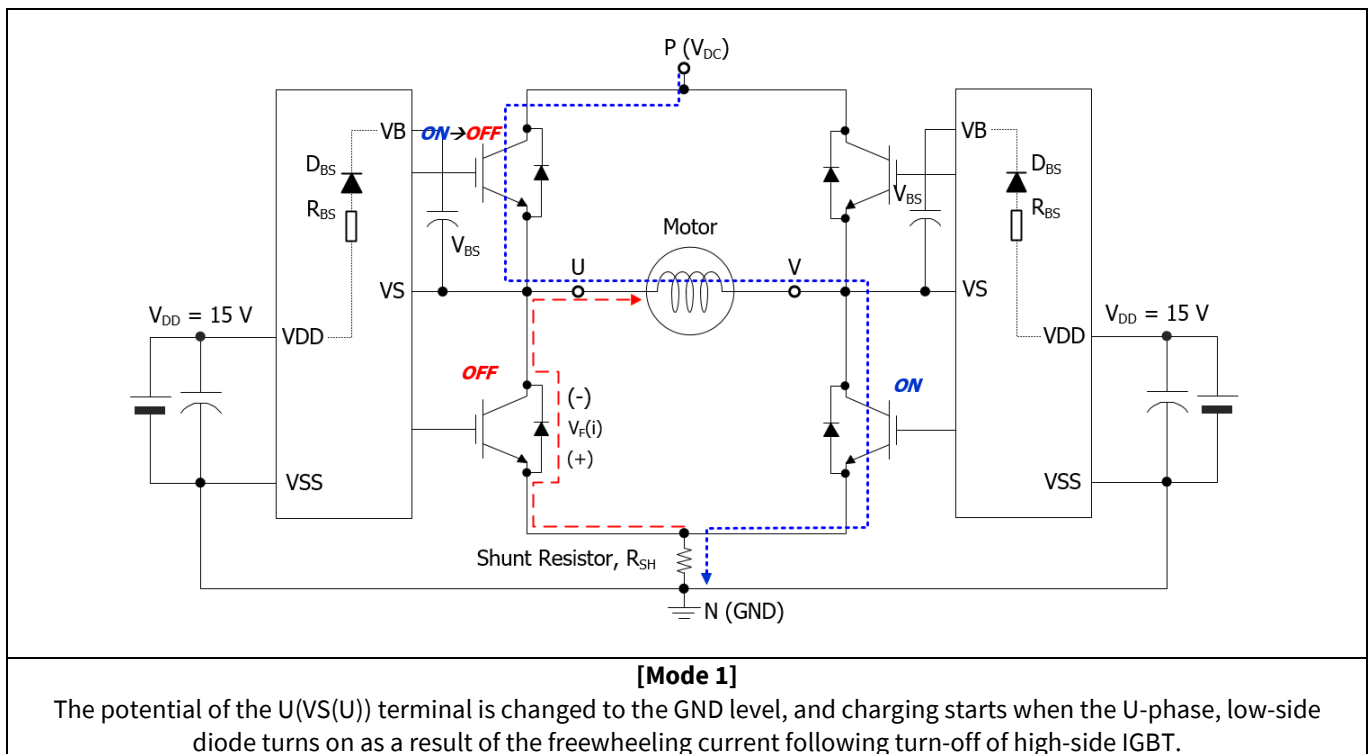 P (VDC)
VB
ON→OFF
VB
DBS
RBS
VBS
VBS
DBS
RBS
Motor
U
V
VS
VS
VDD = 15 V
VDD = 15 V
VDD
VDD
OFF
(-)
VF(i)
(+)
ON
VSS
VSS
Shunt Resistor, RSH
N (GND)
[Mode 1]
The potential of the U(VS(U)) terminal is changed to the GND level, and charging starts when the U-phase, low-side
diode turns on as a result of the freewheeling current following turn-off of high-side IGBT.